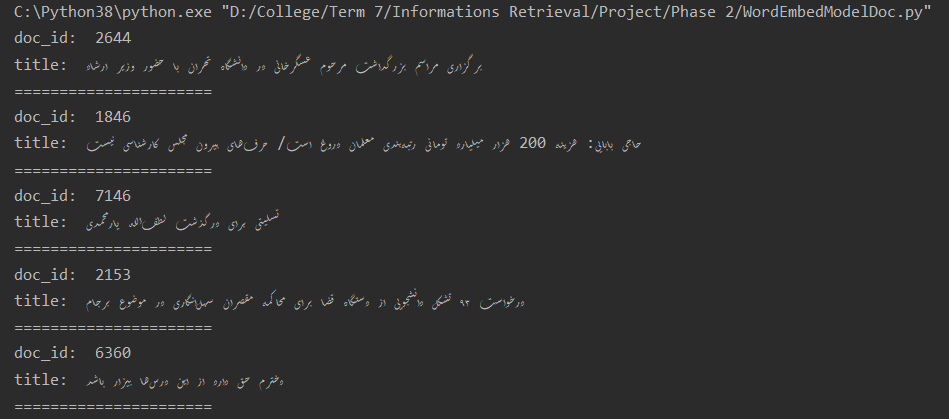 C:\Python38\python.exe "D:/College/Term 7/Informations Retrieval/Project/Phase 2/WordEmbedModelDoc.py"
doc_id:  2644
title:  برگزاری مراسم بزرگداشت مرحوم عسگرخانی در دانشگاه تهران با حضور وزیر ارشاد
======================
doc_id:  1846
title:  حاجی بابایی: هزینه 200 هزار میلیارد تومانی رتبه‌بندی معلمان دروغ است/ حرف‌های بیرون مجلس کارشناسی نیست
======================
doc_id:  7146
title:  تسلیتی برای درگذشت لطف‌الله یارمحمدی
======================
doc_id:  2153
title:  درخواست ۹۳ تشکل دانشجویی از دستگاه قضا برای محاکمه مقصران سهل‌انگاری در موضوع برجام
======================
doc_id:  6360
title:  دخترم حق دارد از این درس‌ها بیزار باشد
======================